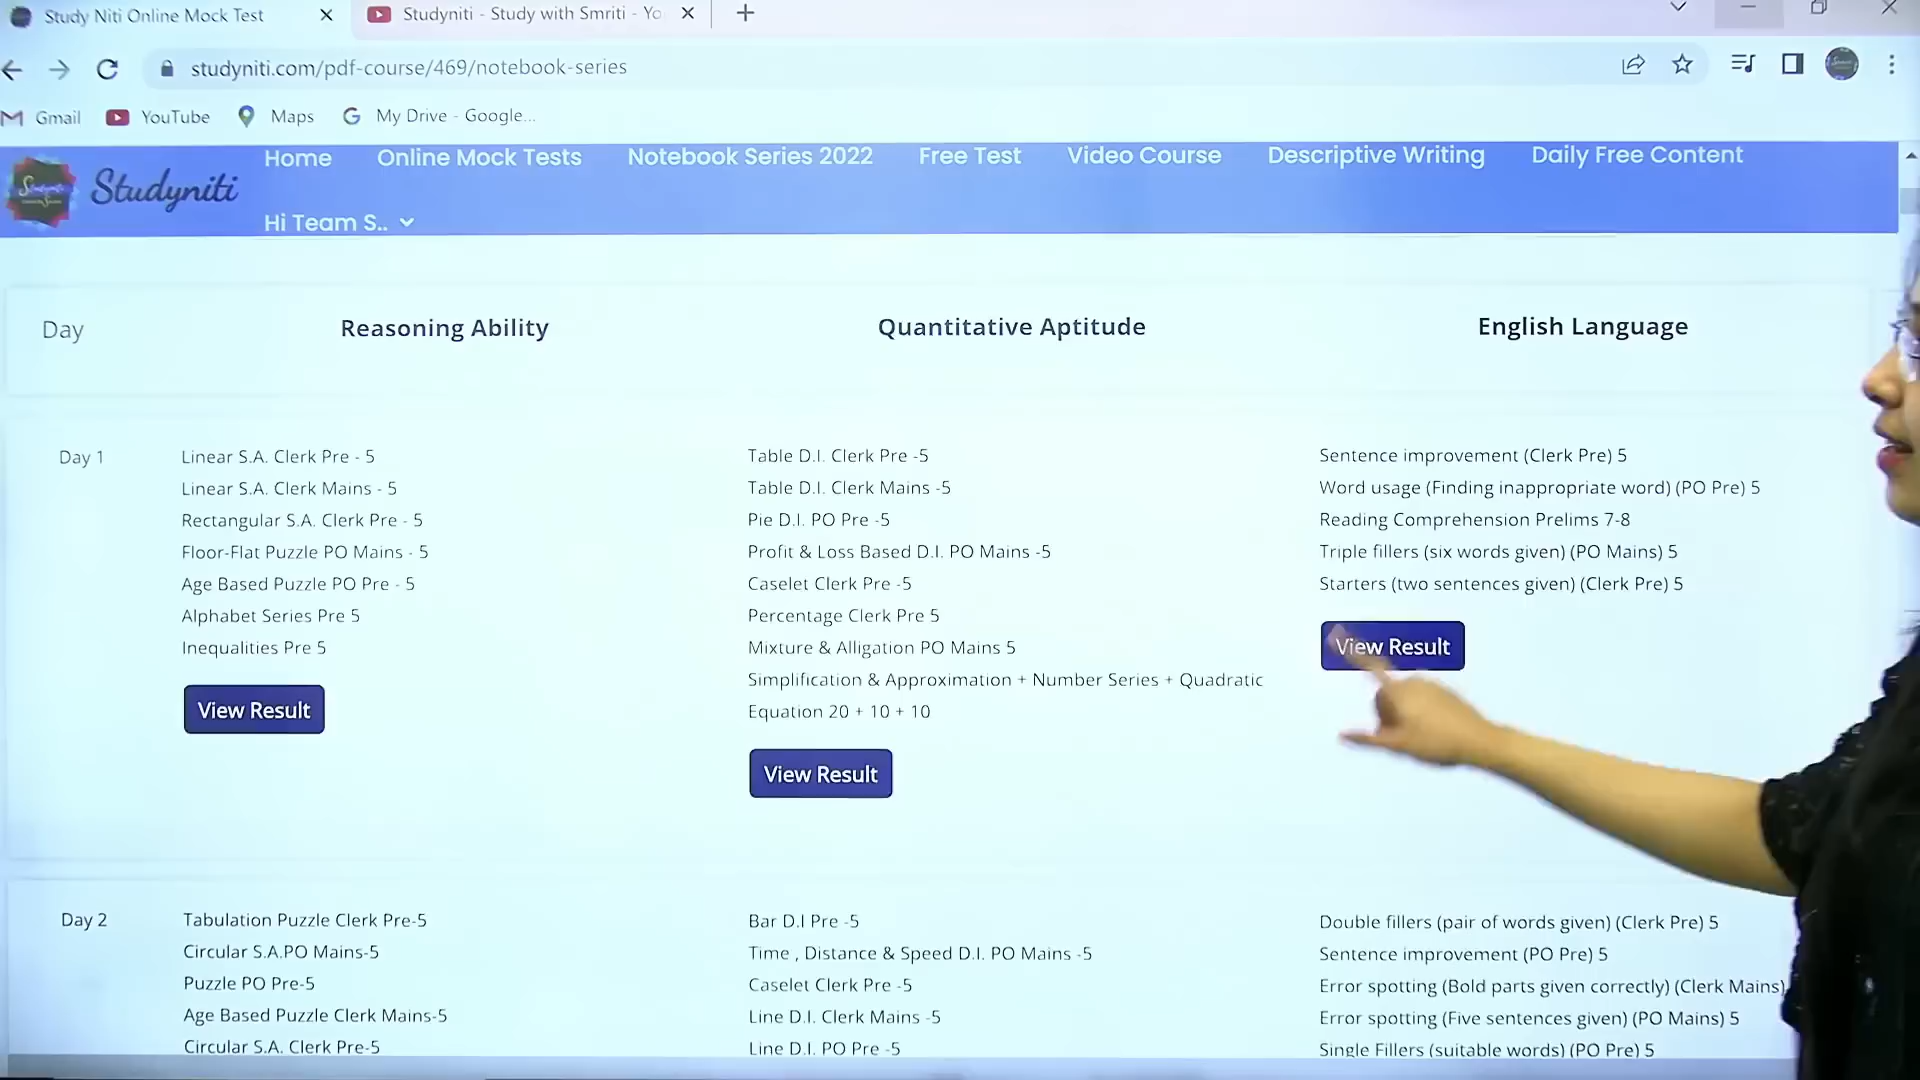 Study Niti Online Mock Test
Studyniti - Study with Smriti - Yo
studyniti.com/pdf-course/469/notebook-series
Gmail
YouTube
Maps
My Drive - Google...
Studyniti
Home
Online Mock Tests
Notebook Series 2022
Free Test
Video Course
Descriptive Writing
Daily Free Content
Hi Team S..
Day
Reasoning Ability
Quantitative Aptitude
English Language
Day 1
Linear S.A. Clerk Pre - 5
Linear S.A. Clerk Mains - 5
Rectangular S.A. Clerk Pre - 5
Floor-Flat Puzzle PO Mains - 5
Age Based Puzzle PO Pre - 5
Alphabet Series Pre 5
Inequalities Pre 5
View Result
Table D.I. Clerk Pre -5
Table D.I. Clerk Mains -5
Pie D.I. PO Pre -5
Profit & Loss Based D.I. PO Mains -5
Caselet Clerk Pre -5
Percentage Clerk Pre 5
Mixture & Alligation PO Mains 5
Simplification & Approximation + Number Series + Quadratic
Equation 20 + 10 + 10
View Result
Sentence improvement (Clerk Pre) 5
Word usage (Finding inappropriate word) (PO Pre) 5
Reading Comprehension Prelims 7-8
Triple fillers (six words given) (PO Mains) 5
Starters (two sentences given) (Clerk Pre) 5
View Result
Day 2
Tabulation Puzzle Clerk Pre-5
Circular S.A.PO Mains-5
Puzzle PO Pre-5
Age Based Puzzle Clerk Mains-5
Circular S.A. Clerk Pre-5
Bar D.I Pre -5
Time , Distance & Speed D.I. PO Mains -5
Caselet Clerk Pre -5
Line D.I. Clerk Mains -5
Line D.I. PO Pre -5
Double fillers (pair of words given) (Clerk Pre) 5
Sentence improvement (PO Pre) 5
Error spotting (Bold parts given correctly) (Clerk Mains)
Error spotting (Five sentences given) (PO Mains) 5
Single Fillers (suitable words) (PO Pre) 5